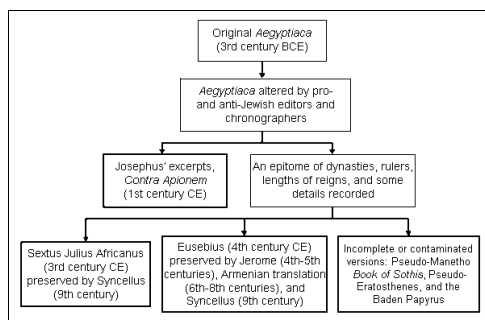 Original Aegyptiaca
(3rd century BCE)
Aegyptiaca altered by pro-
and anti-Jewish editors and
chronographers
Josephus' excerpts,
Contra Apionem
(1st century CE)
An epitome of dynasties, rulers,
lengths of reigns, and some
details recorded
Sextus Julius Africanus
(3rd century CE)
preserved by Syncellus
(9th century)
Eusebius (4th century CE)
preserved by Jerome (4th-5th
centuries), Armenian translation
(6th-8th centuries), and
Syncellus (9th century)
Incomplete or contaminated
versions: Pseudo-Manetho
Book of Sothis, Pseudo-
Eratosthenes, and the
Baden Papyrus